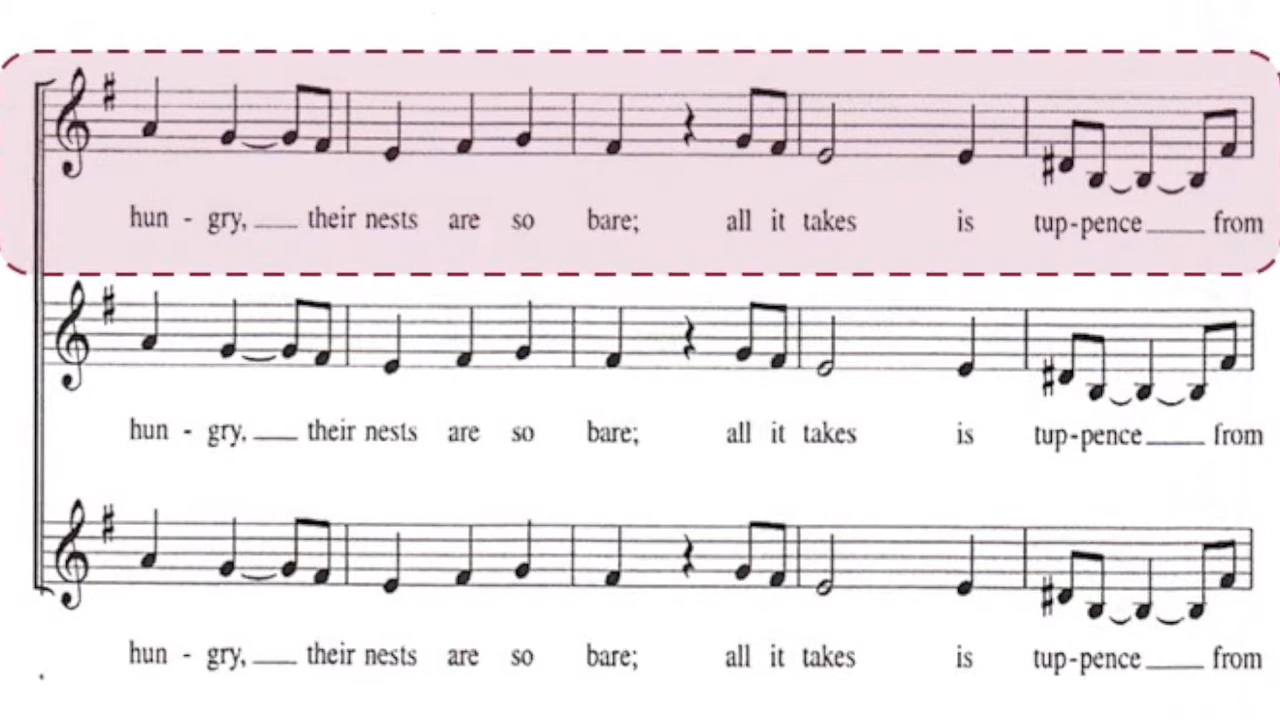 hun - gry, their nests are so bare; all it takes is tup-pence from
hun - gry, their nests are so bare; all it takes is tup-pence from
hun - gry, their nests are so bare; all it takes is tup-pence from